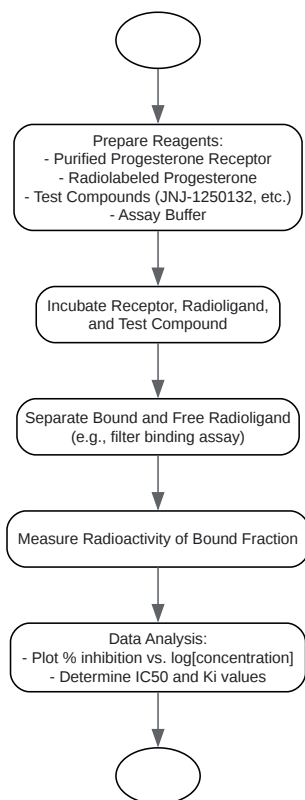 Prepare Reagents:
- Purified Progesterone Receptor
- Radiolabeled Progesterone
- Test Compounds (JNJ-1250132, etc.)
- Assay Buffer
Incubate Receptor, Radioligand,
and Test Compound
Separate Bound and Free Radioligand
(e.g., filter binding assay)
Measure Radioactivity of Bound Fraction
Data Analysis:
- Plot % inhibition vs. log[concentration]
- Determine IC50 and Ki values